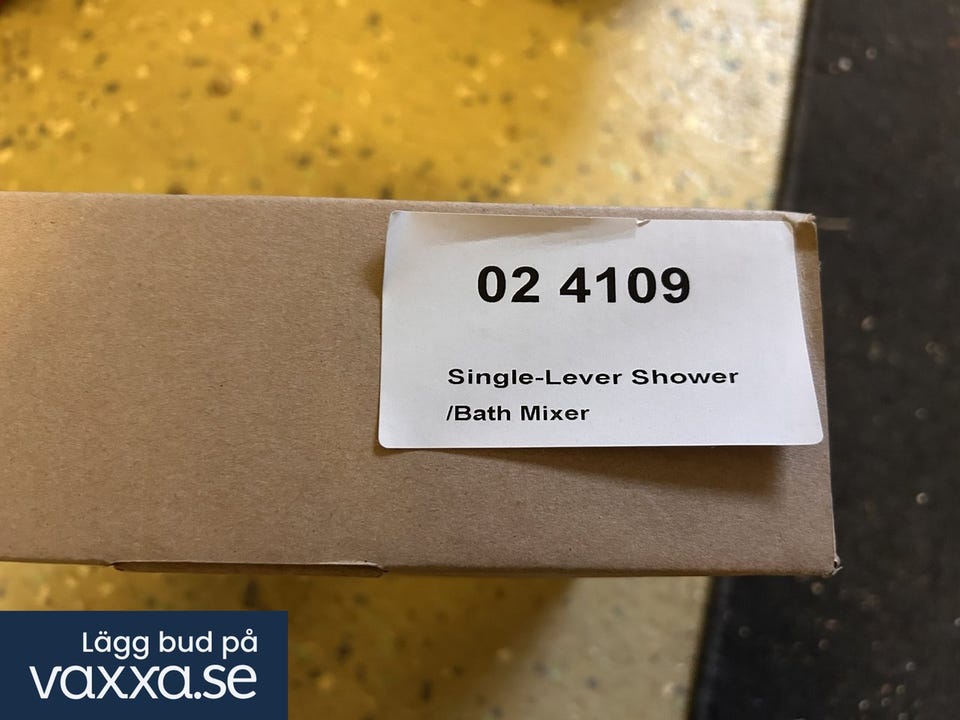 02 4109
Single-Lever Shower
/Bath Mixer
Lägg bud på
vaxxa.se